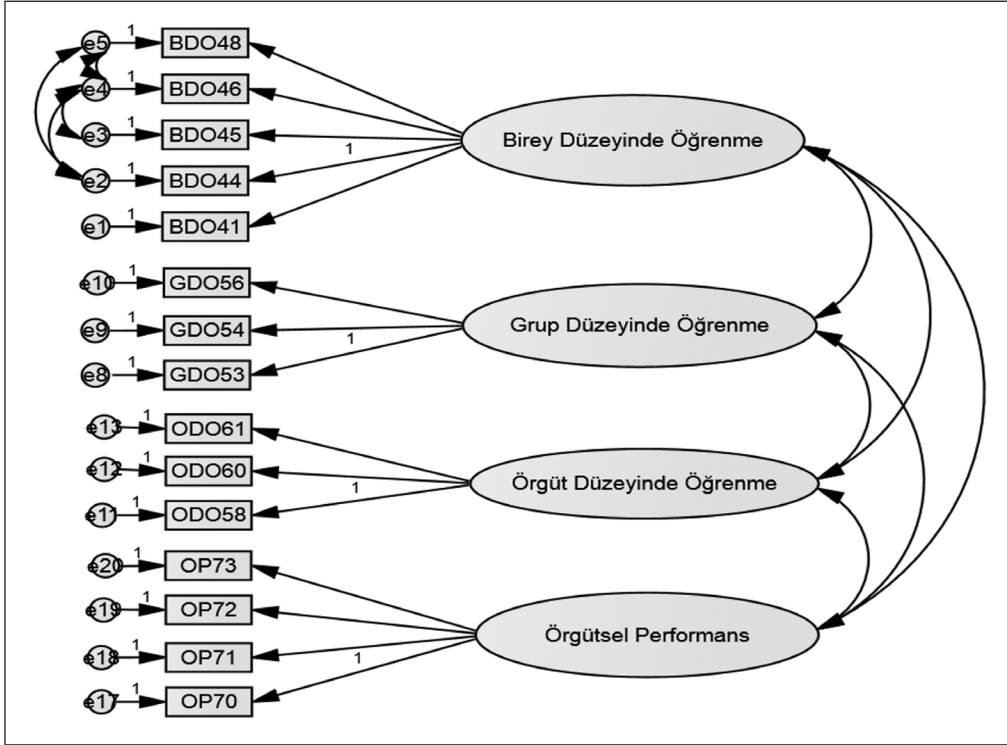 e5 1 BDO48
e4 1 BDO46
e3 1 BDO45
e2 1 BDO44
e1 1 BDO41
1
Birey Düzeyinde Öğrenme
e10 1 GDO56
e9 1 GDO54
e8 1 GDO53
1
Grup Düzeyinde Öğrenme
e13 1 ODO61
e12 1 ODO60
e11 1 ODO58
1
Örgüt Düzeyinde Öğrenme
e20 1 OP73
e19 1 OP72
e18 1 OP71
e17 1 OP70
1
Örgütsel Performans